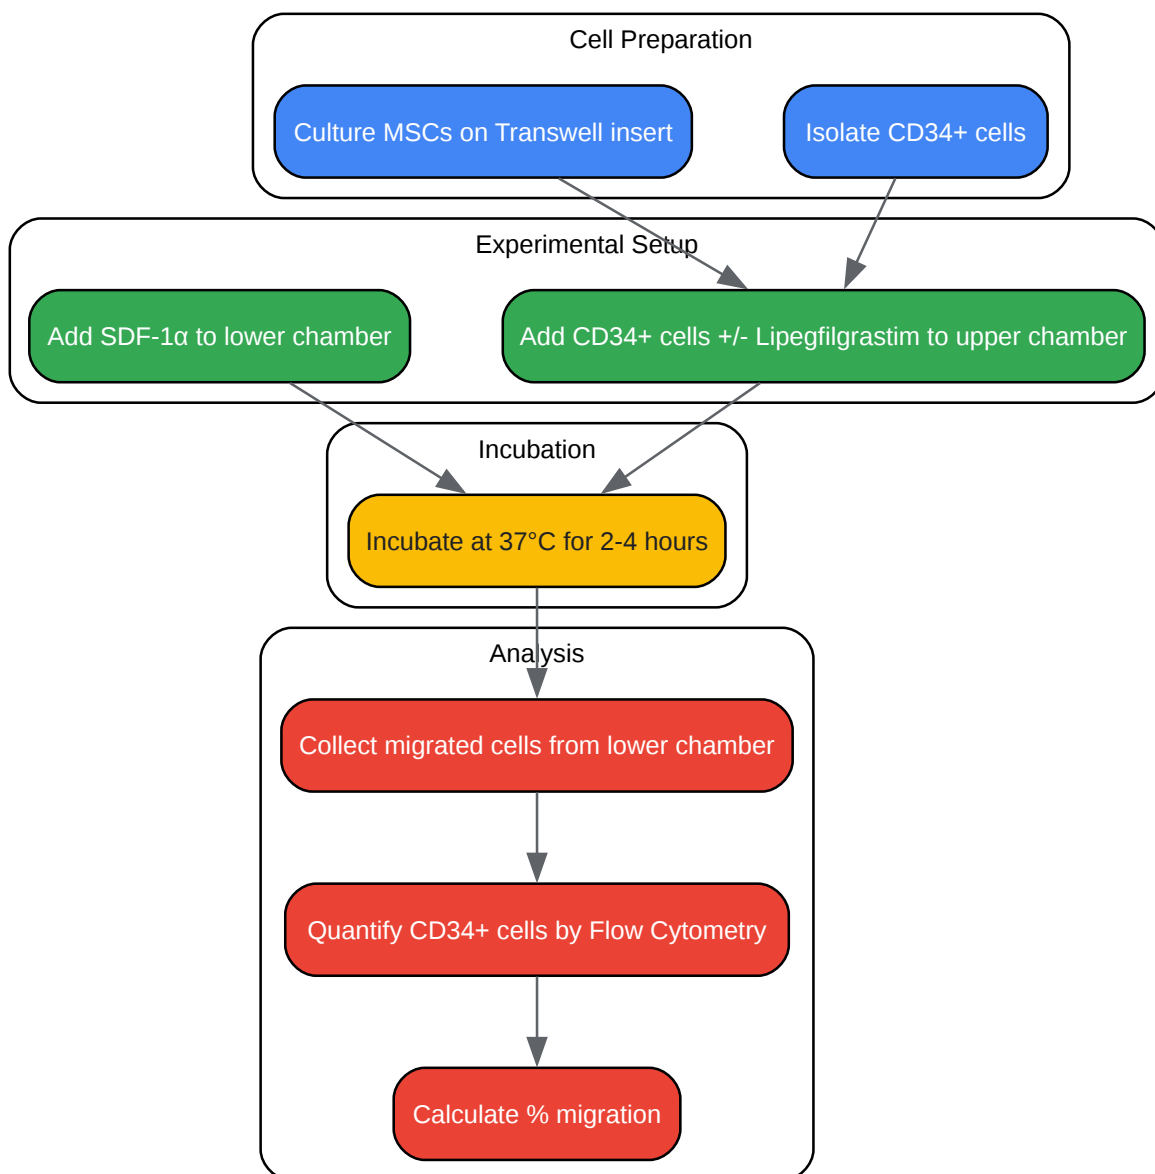 Cell Preparation
Culture MSCs on Transwell insert
Isolate CD34+ cells
Experimental Setup
Add SDF-1α to lower chamber
Add CD34+ cells +/- Lipegfilgrastim to upper chamber
Incubation
Incubate at 37°C for 2-4 hours
Analysis
Collect migrated cells from lower chamber
Quantify CD34+ cells by Flow Cytometry
Calculate % migration